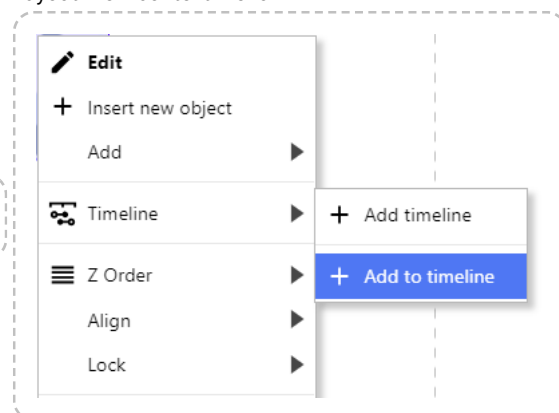 Edit
Insert new object
Add
Timeline
Add timeline
Z Order
Add to timeline
Align
Lock